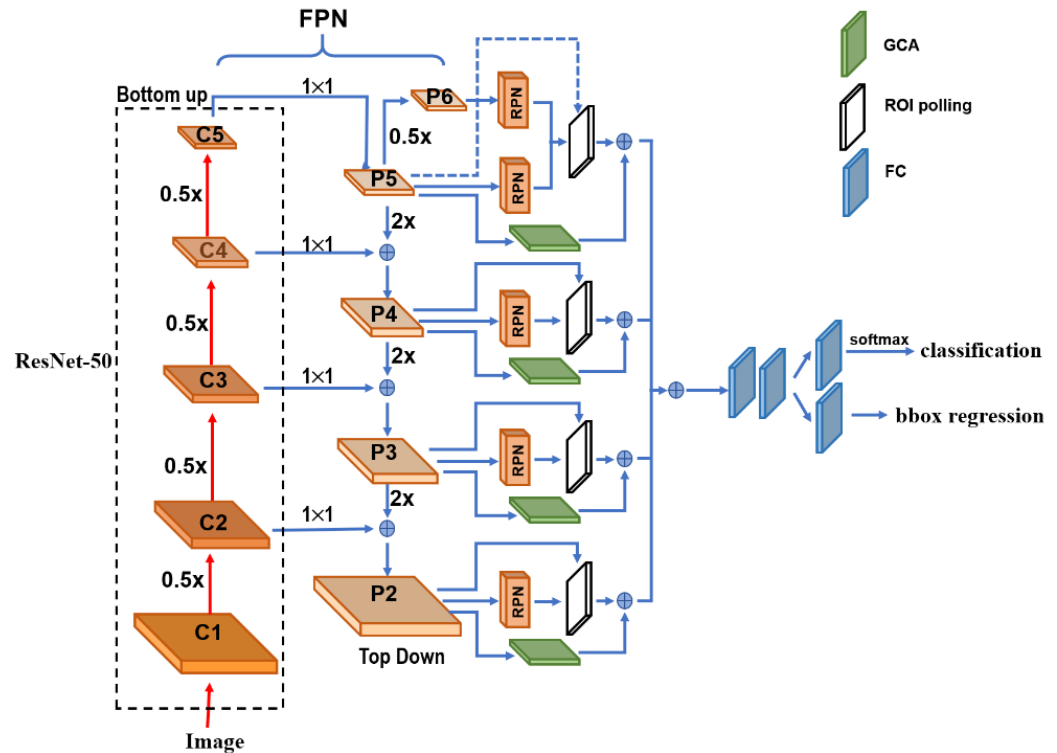 FPN
GCA
ROI polling
FC
Bottom up
1×1
P6
RPN
C5
0.5x
P5
RPN
0.5x
2x
C4
1×1
P4
RPN
0.5x
2x
ResNet-50
C3
1×1
softmax
classification
bbox regression
P3
RPN
0.5x
2x
C2
1×1
0.5x
P2
RPN
C1
Top Down
Image